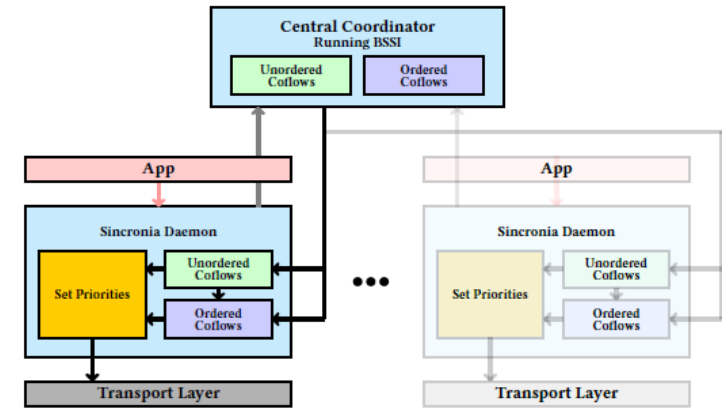 Central Coordinator
Running BSSI
Unordered
Coflows
Ordered
Coflows
App
Sincronia Daemon
Set Priorities
Unordered
Coflows
Ordered
Coflows
Transport Layer
App
Sincronia Daemon
Set Priorities
Unordered
Coflows
Ordered
Coflows
Transport Layer